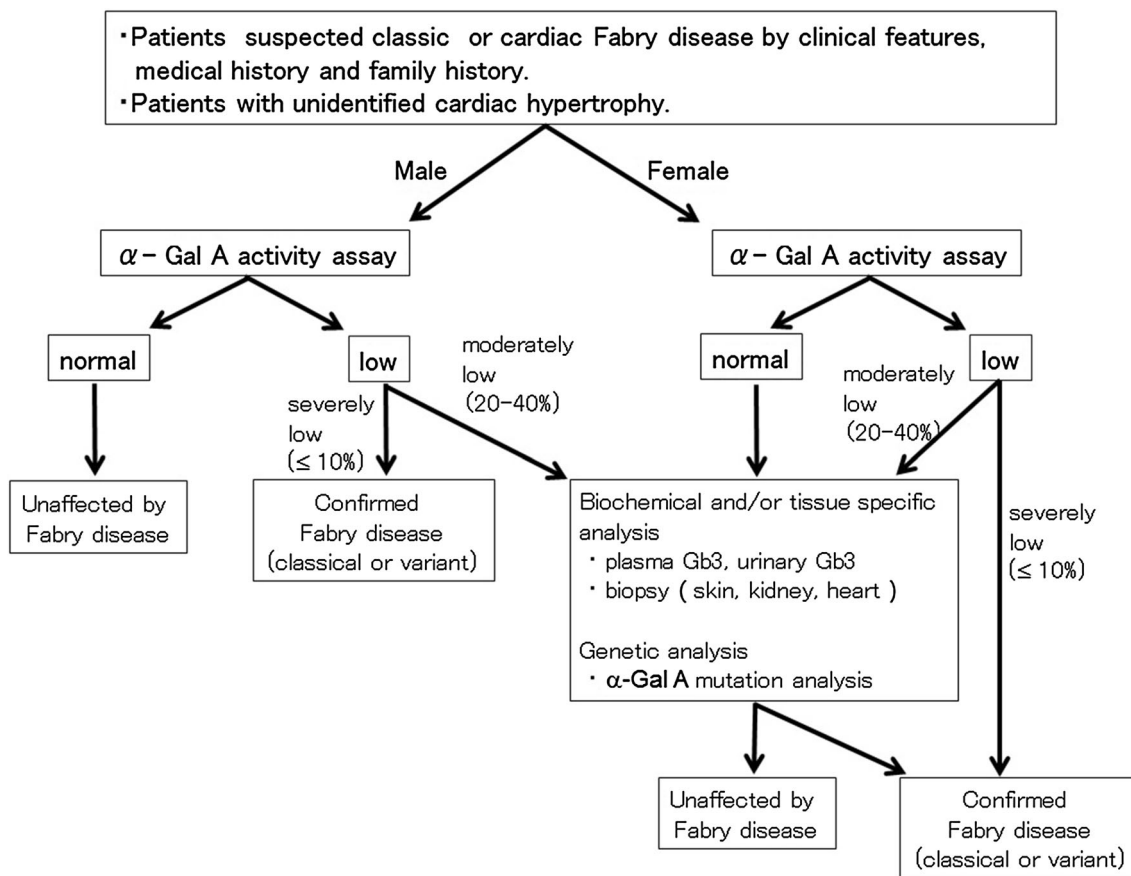 ・Patients suspected classic or cardiac Fabry disease by clinical features,
medical history and family history.
・Patients with unidentified cardiac hypertrophy.
Male
Female
α- Gal A activity assay
α- Gal A activity assay
normal
low
moderately
low
(20-40%)
severely
low
(≤ 10%)
normal
low
moderately
low
(20-40%)
Unaffected by
Fabry disease
Confirmed
Fabry disease
(classical or variant)
Biochemical and/or tissue specific
analysis
・ plasma Gb3, urinary Gb3
・ biopsy ( skin, kidney, heart )
Genetic analysis
・ α-Gal A mutation analysis
severely
low
(≤ 10%)
Unaffected by
Fabry disease
Confirmed
Fabry disease
(classical or variant)